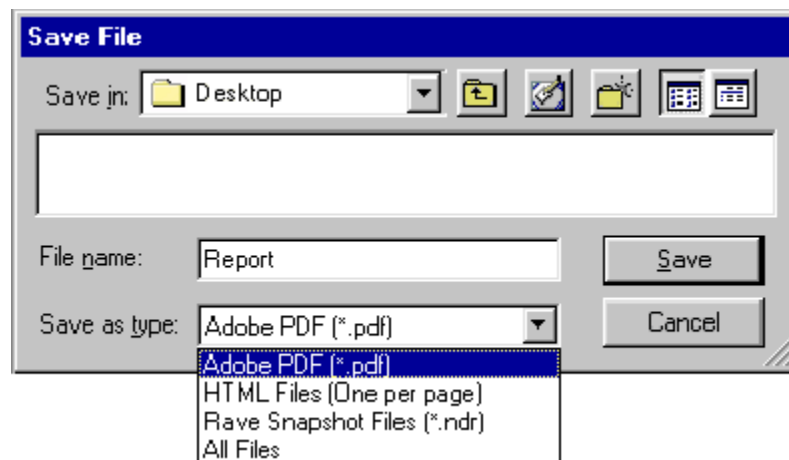 Save File
Save in: Desktop
File name: Report Save
Save as type: Adobe PDF (*.pdf) Cancel
Adobe PDF (*.pdf)
HTML Files (One per page)
Rave Snapshot Files (*.ndr)
All Files